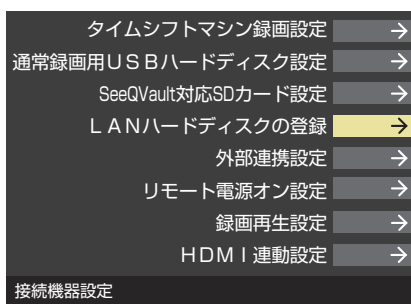 タイムシフトマシン録画設定
通常録画用ＵＳＢハードディスク設定
SeeQVault対応SDカード設定
ＬＡＮハードディスクの登録
外部連携設定
リモート電源オン設定
録画再生設定
ＨＤＭＩ連動設定
接続機器設定